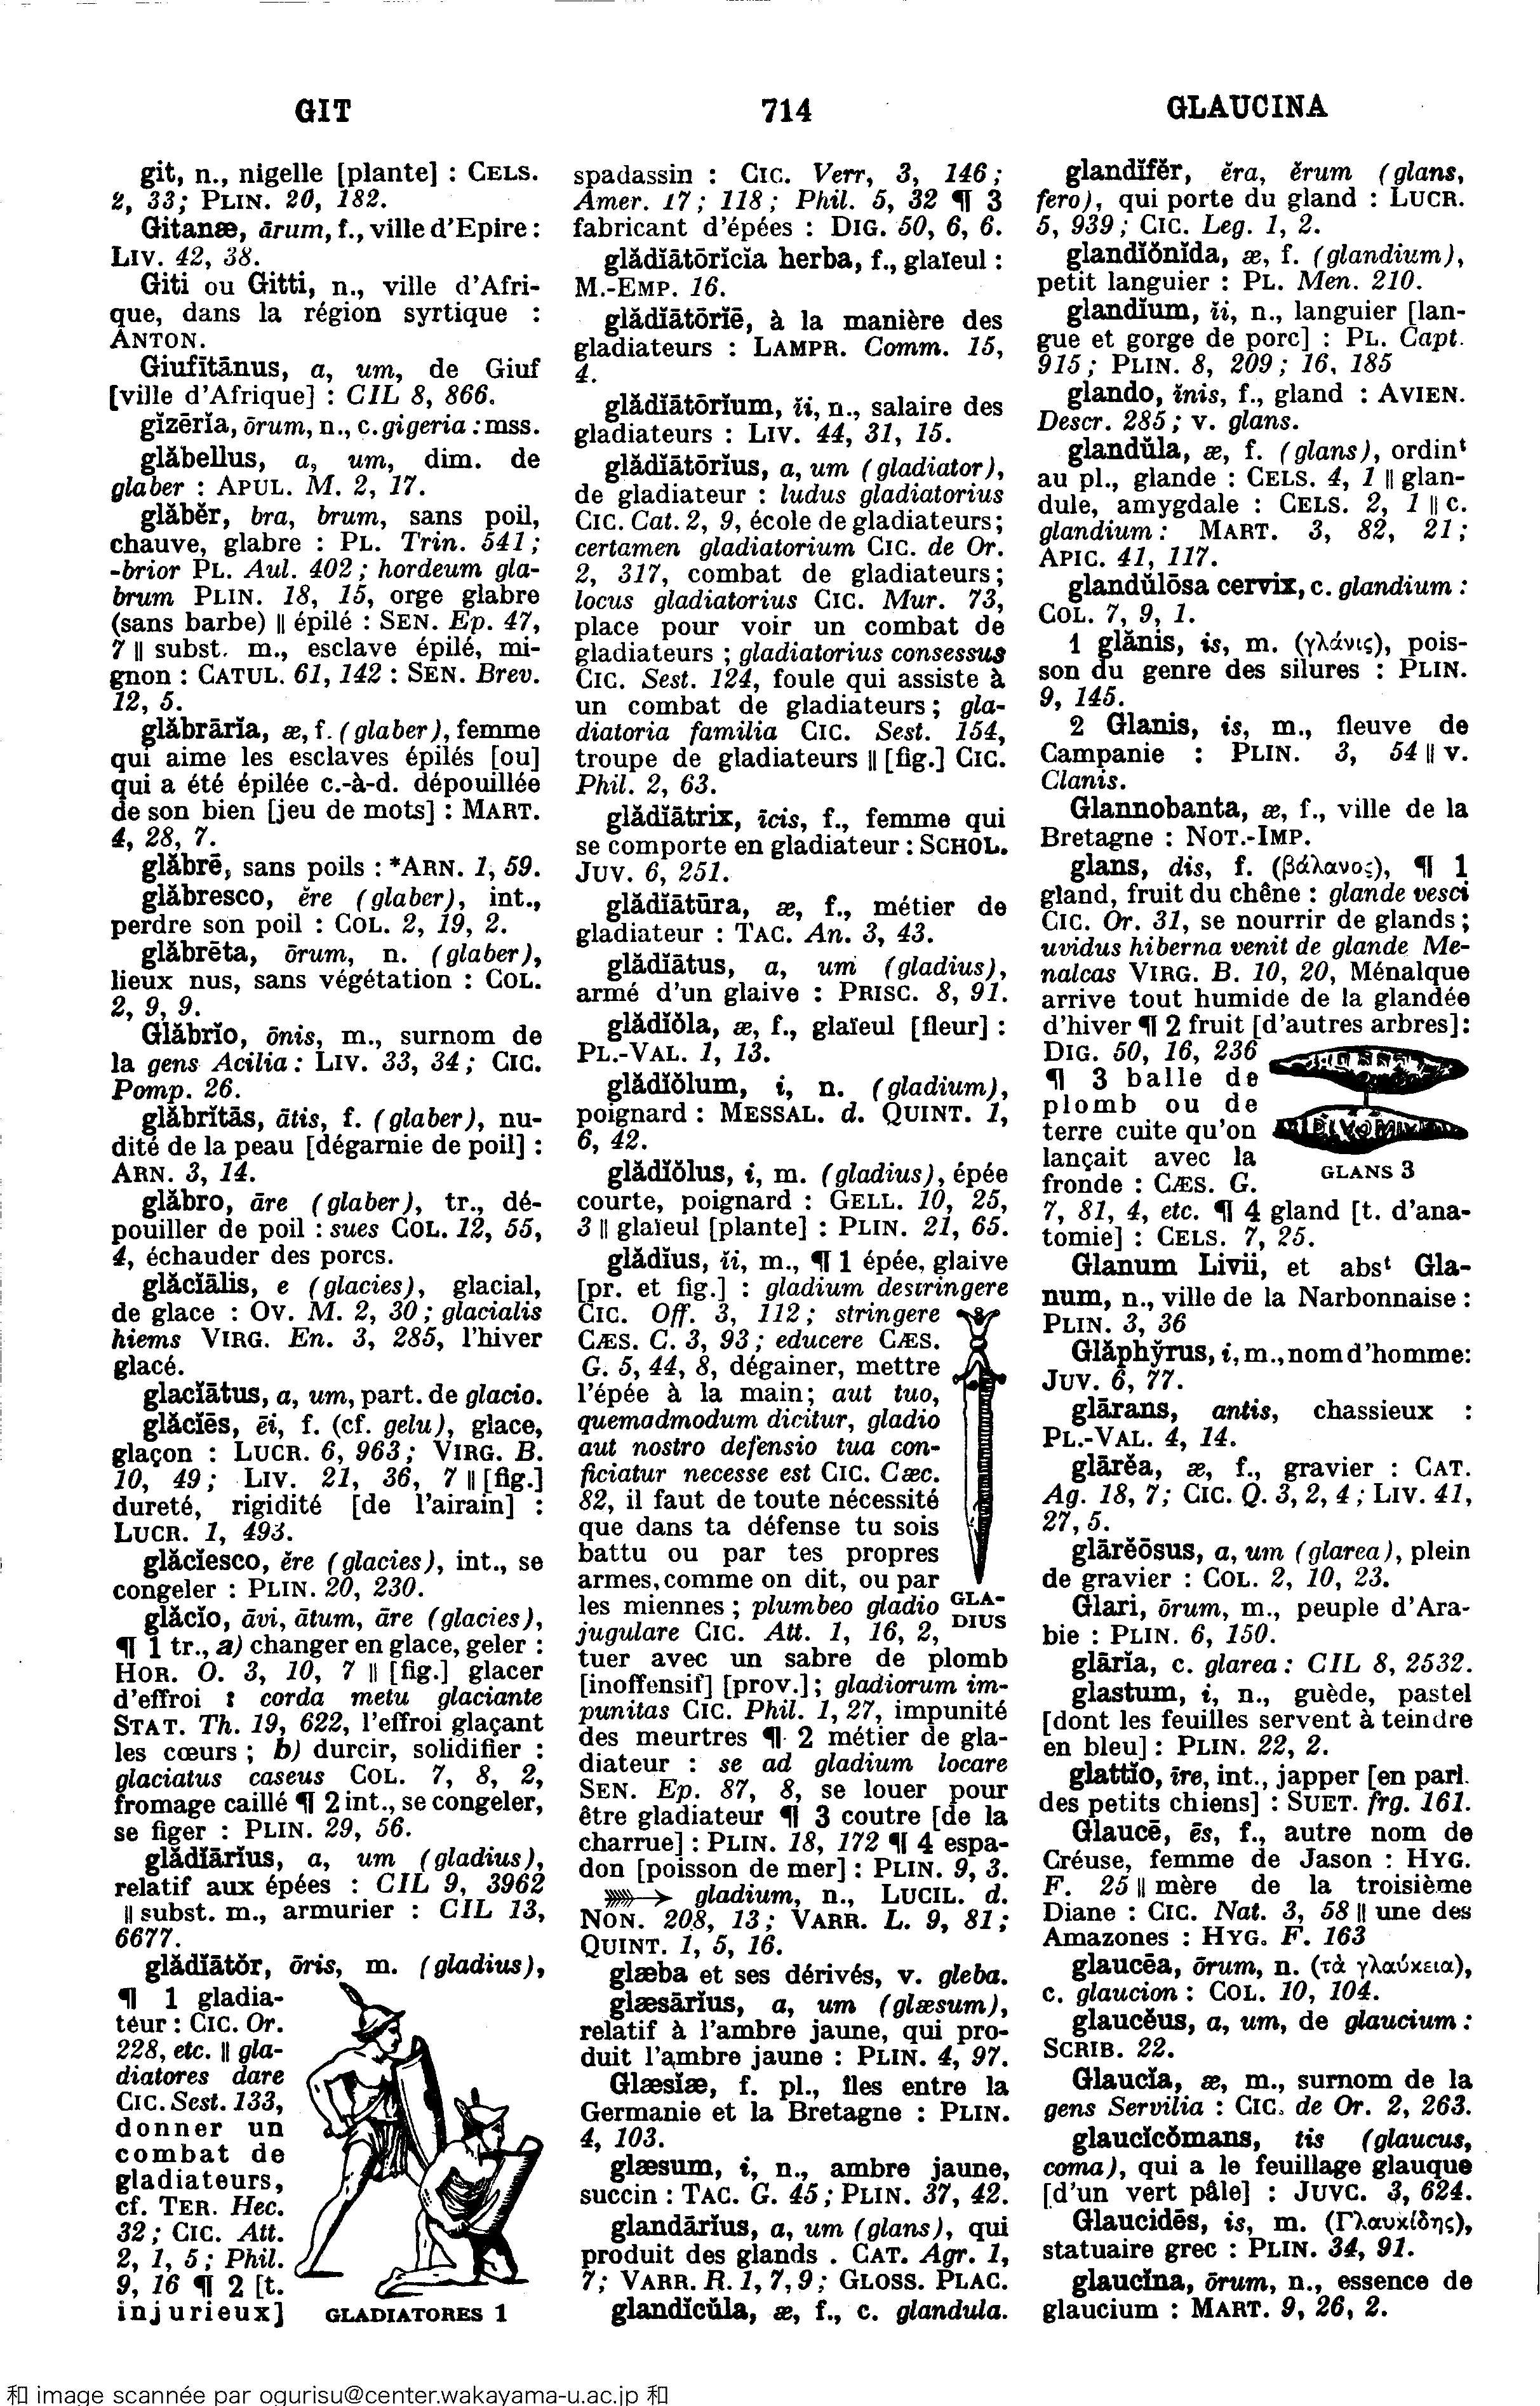 GIT
714
GLAUCINA
git, n., nigelle [plante] : CELS.
2, 33; PLIN. 20, 182.
Gitanæ, ārum, f., ville d'Epire :
LIV. 42, 38.
Giti ou Gitti, n., ville d'Afri-
que, dans la région syrtique :
ANTON.
Giufītānus, a, um, de Giuf
[ville d'Afrique] : CIL 8, 866.
gĭzērĭa, ōrum, n., c. gigeria : mss.
glăbellus, a, um, dim. de
glaber : APUL. M. 2, 17.
glăbĕr, bra, brum, sans poil,
chauve, glabre : PL. Trin. 541;
-brior PL. Aul. 402; hordeum gla-
brum PLIN. 18, 15, orge glabre
(sans barbe) || épilé : SEN. Ep. 47,
7 || subst. m., esclave épilé, mi-
gnon : CATUL. 61, 142 : SEN. Brev.
12, 5.
glăbrārĭa, æ, f. (glaber), femme
qui aime les esclaves épilés [ou]
qui a été épilée c.-à-d. dépouillée
de son bien [jeu de mots] : MART.
4, 28, 7.
glăbrē, sans poils : *ARN. 1, 59.
glăbresco, ĕre (glaber), int.,
perdre son poil : COL. 2, 19, 2.
glăbrēta, ōrum, n. (glaber),
lieux nus, sans végétation : COL.
2, 9, 9.
Glăbrĭo, ōnis, m., surnom de
la gens Acilia : LIV. 33, 34; CIC.
Pomp. 26.
glăbrĭtās, ātis, f. (glaber), nu-
dité de la peau [dégarnie de poil] :
ARN. 3, 14.
glăbro, āre (glaber), tr., dé-
pouiller de poil : sues COL. 12, 55,
4, échauder des porcs.
glăcĭālis, e (glacies), glacial,
de glace : OV. M. 2, 30; glacialis
hiems VIRG. En. 3, 285, l'hiver
glacé.
glacĭātus, a, um, part. de glacio.
glăcĭēs, ēi, f. (cf. gelu), glace,
glaçon : LUCR. 6, 963; VIRG. B.
10, 49; LIV. 21, 36, 7 || [fig.]
dureté, rigidité [de l'airain] :
LUCR. 1, 493.
glăcĭesco, ĕre (glacies), int., se
congeler : PLIN. 20, 230.
glăcĭo, āvi, ātum, āre (glacies),
¶ 1 tr., a) changer en glace, geler :
HOR. O. 3, 10, 7 || [fig.] glacer
d'effroi : corda metu glaciante
STAT. Th. 19, 622, l'effroi glaçant
les cœurs; b) durcir, solidifier :
glaciatus caseus COL. 7, 8, 2,
fromage caillé ¶ 2 int., se congeler,
se figer : PLIN. 29, 56.
glădĭārĭus, a, um (gladius),
relatif aux épées : CIL 9, 3962
|| subst. m., armurier : CIL 13,
6677.
glădĭātŏr, ōris, m. (gladius),
¶ 1 gladia-
teur : CIC. Or.
228, etc. || gla-
diatores dare
CIC. Sest. 133,
donner un
combat de
gladiateurs,
cf. TER. Hec.
32; CIC. Att.
2, 1, 5; Phil.
9, 16 ¶ 2 [t.
injurieux]
GLADIATORES 1
spadassin : CIC. Verr, 3, 146;
Amer. 17; 118; Phil. 5, 32 ¶ 3
fabricant d'épées : DIG. 50, 6, 6.
glădĭātōrĭcĭa herba, f., glaïeul :
M.-EMP. 16.
glădĭātōrĭē, à la manière des
gladiateurs : LAMPR. Comm. 15,
4.
glădĭātōrĭum, ĭi, n., salaire des
gladiateurs : LIV. 44, 31, 15.
glădĭātōrĭus, a, um (gladiator),
de gladiateur : ludus gladiatorius
CIC. Cat. 2, 9, école de gladiateurs;
certamen gladiatorium CIC. de Or.
2, 317, combat de gladiateurs;
locus gladiatorius CIC. Mur. 73,
place pour voir un combat de
gladiateurs; gladiatorius consessus
CIC. Sest. 124, foule qui assiste à
un combat de gladiateurs; gla-
diatoria familia CIC. Sest. 154,
troupe de gladiateurs || [fig.] CIC.
Phil. 2, 63.
glădĭātrix, īcis, f., femme qui
se comporte en gladiateur : SCHOL.
JUV. 6, 251.
glădĭātūra, æ, f., métier de
gladiateur : TAC. An. 3, 43.
glădĭātus, a, um (gladius),
armé d'un glaive : PRISC. 8, 91.
glădĭŏla, æ, f., glaïeul [fleur] :
PL.-VAL. 1, 13.
glădĭŏlum, i, n. (gladium),
poignard : MESSAL. d. QUINT. 1,
6, 42.
glădĭŏlus, i, m. (gladius), épée
courte, poignard : GELL. 10, 25,
3 || glaïeul [plante] : PLIN. 21, 65.
glădĭus, ĭi, m., ¶ 1 épée, glaive
[pr. et fig.] : gladium destringere
CIC. Off. 3, 112; stringere
CÆS. C. 3, 93; educere CÆS.
G. 5, 44, 8, dégainer, mettre
l'épée à la main; aut tuo,
quemadmodum dicitur, gladio
aut nostro defensio tua con-
ficiatur necesse est CIC. Cæc.
82, il faut de toute nécessité
que dans ta défense tu sois
battu ou par tes propres
armes, comme on dit, ou par
les miennes; plumbeo gladio
jugulare CIC. Att. 1, 16, 2,
GLA-
DIUS
tuer avec un sabre de plomb
[inoffensif] [prov.]; gladiorum im-
punitas CIC. Phil. 1, 27, impunité
des meurtres ¶ 2 métier de gla-
diateur : se ad gladium locare
SEN. Ep. 87, 8, se louer pour
être gladiateur ¶ 3 coutre [de la
charrue] : PLIN. 18, 172 ¶ 4 espa-
don [poisson de mer] : PLIN. 9, 3.
gladium, n., LUCIL. d.
NON. 208, 13; VARR. L. 9, 81;
QUINT. 1, 5, 16.
glæba et ses dérivés, v. gleba.
glæsārĭus, a, um (glæsum),
relatif à l'ambre jaune, qui pro-
duit l'ambre jaune : PLIN. 4, 97.
Glæsĭæ, f. pl., îles entre la
Germanie et la Bretagne : PLIN.
4, 103.
glæsum, i, n., ambre jaune,
succin : TAC. G. 45; PLIN. 37, 42.
glandārĭus, a, um (glans), qui
produit des glands . CAT. Agr. 1,
7; VARR. R. 1, 7, 9; GLOSS. PLAC.
glandĭcŭla, æ, f., c. glandula.
glandĭfĕr, ĕra, ĕrum (glans,
fero), qui porte du gland : LUCR.
5, 939; CIC. Leg. 1, 2.
glandĭŏnĭda, æ, f. (glandium),
petit languier : PL. Men. 210.
glandĭum, ĭi, n., languier [lan-
gue et gorge de porc] : PL. Capt.
915; PLIN. 8, 209; 16, 185
glando, ĭnis, f., gland : AVIEN.
Descr. 285; v. glans.
glandŭla, æ, f. (glans), ordinᵗ
au pl., glande : CELS. 4, 1 || glan-
dule, amygdale : CELS. 2, 1 || c.
glandium : MART. 3, 82, 21;
APIC. 41, 117.
glandŭlōsa cervix, c. glandium :
COL. 7, 9, 1.
1 glănis, is, m. (γλάνις), pois-
son du genre des silures : PLIN.
9, 145.
2 Glanis, is, m., fleuve de
Campanie : PLIN. 3, 54 || v.
Clanis.
Glannobanta, æ, f., ville de la
Bretagne : NOT.-IMP.
glans, dis, f. (βάλανος), ¶ 1
gland, fruit du chêne : glande vesci
CIC. Or. 31, se nourrir de glands;
uvidus hiberna venit de glande Me-
nalcas VIRG. B. 10, 20, Ménalque
arrive tout humide de la glandée
d'hiver ¶ 2 fruit [d'autres arbres] :
DIG. 50, 16, 236
¶ 3 balle de
plomb ou de
terre cuite qu'on
lançait avec la
fronde : CÆS. G.
GLANS 3
7, 81, 4, etc. ¶ 4 gland [t. d'ana-
tomie] : CELS. 7, 25.
Glanum Livii, et absᵗ Gla-
num, n., ville de la Narbonnaise :
PLIN. 3, 36
Glăphўrus, i, m., nom d'homme :
JUV. 6, 77.
glārans, antis, chassieux :
PL.-VAL. 4, 14.
glārĕa, æ, f., gravier : CAT.
Ag. 18, 7; CIC. Q. 3, 2, 4; LIV. 41,
27, 5.
glārĕōsus, a, um (glarea), plein
de gravier : COL. 2, 10, 23.
Glari, ōrum, m., peuple d'Ara-
bie : PLIN. 6, 150.
glārĭa, c. glarea : CIL 8, 2532.
glastum, i, n., guède, pastel
[dont les feuilles servent à teindre
en bleu] : PLIN. 22, 2.
glattĭo, īre, int., japper [en parl.
des petits chiens] : SUET. frg. 161.
Glaucē, ēs, f., autre nom de
Créuse, femme de Jason : HYG.
F. 25 || mère de la troisième
Diane : CIC. Nat. 3, 58 || une des
Amazones : HYG. F. 163
glaucēa, ōrum, n. (τὰ γλαύκεια),
c. glaucion : COL. 10, 104.
glaucĕus, a, um, de glaucium :
SCRIB. 22.
Glaucĭa, æ, m., surnom de la
gens Servilia : CIC. de Or. 2, 263.
glaucĭcŏmans, tis (glaucus,
coma), qui a le feuillage glauque
[d'un vert pâle] : JUVC. 3, 624.
Glaucidēs, is, m. (Γλαυκίδης),
statuaire grec : PLIN. 34, 91.
glaucĭna, ōrum, n., essence de
glaucium : MART. 9, 26, 2.
和 image scannée par ogurisu@center.wakayama-u.ac.jp 和